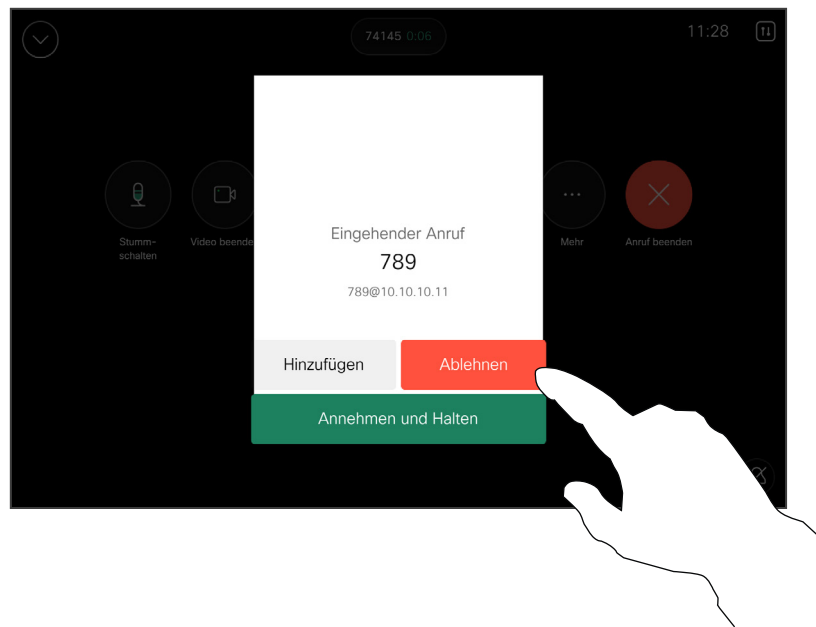 74145 0:06
11:28
Stumm-
schalten
Video beende
Mehr
Anruf beenden
Eingehender Anruf
789
789@10.10.10.11
Hinzufügen
Ablehnen
Annehmen und Halten